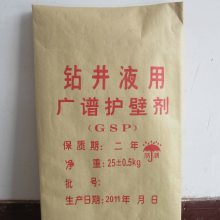 钻井液用
广谱护壁剂
(GSP)
保质期：二年
净重：25±0.5kg
批号：
生产日期：2011年 月 日